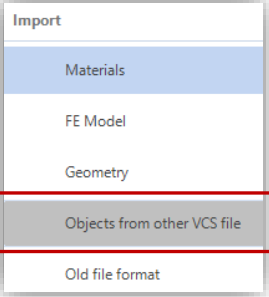 Import
Materials
FE Model
Geometry
Objects from other VCS file
Old file format